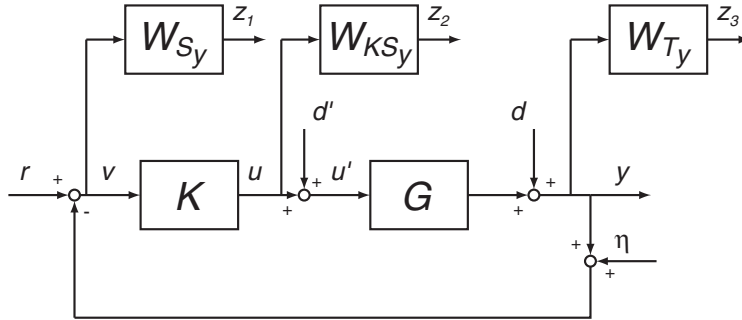 W_{S_y} z_1 W_{KS_y} z_2 W_{T_y} z_3
d' d
r + v K u + u' G + y
+ - + +
+ η
+